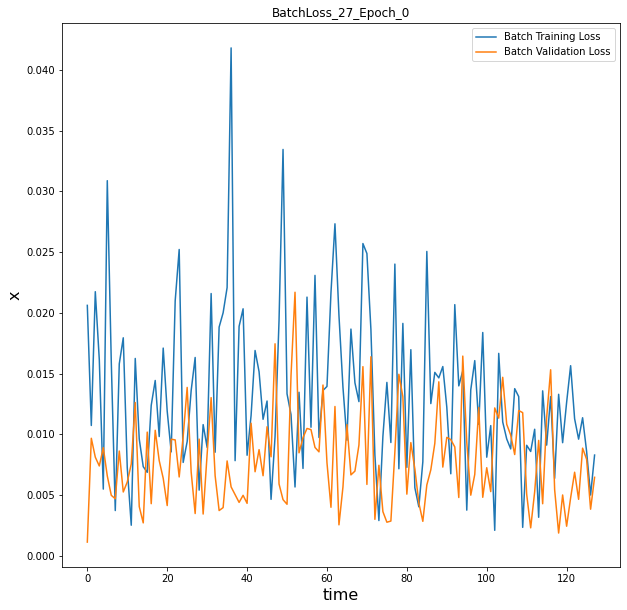 BatchLoss_27_Epoch_0
Batch Training Loss
Batch Validation Loss
0.040
0.035
0.030
0.025
0.020
0.015
0.010
0.005
0.000
x
0 20 40 60 80 100 120
time